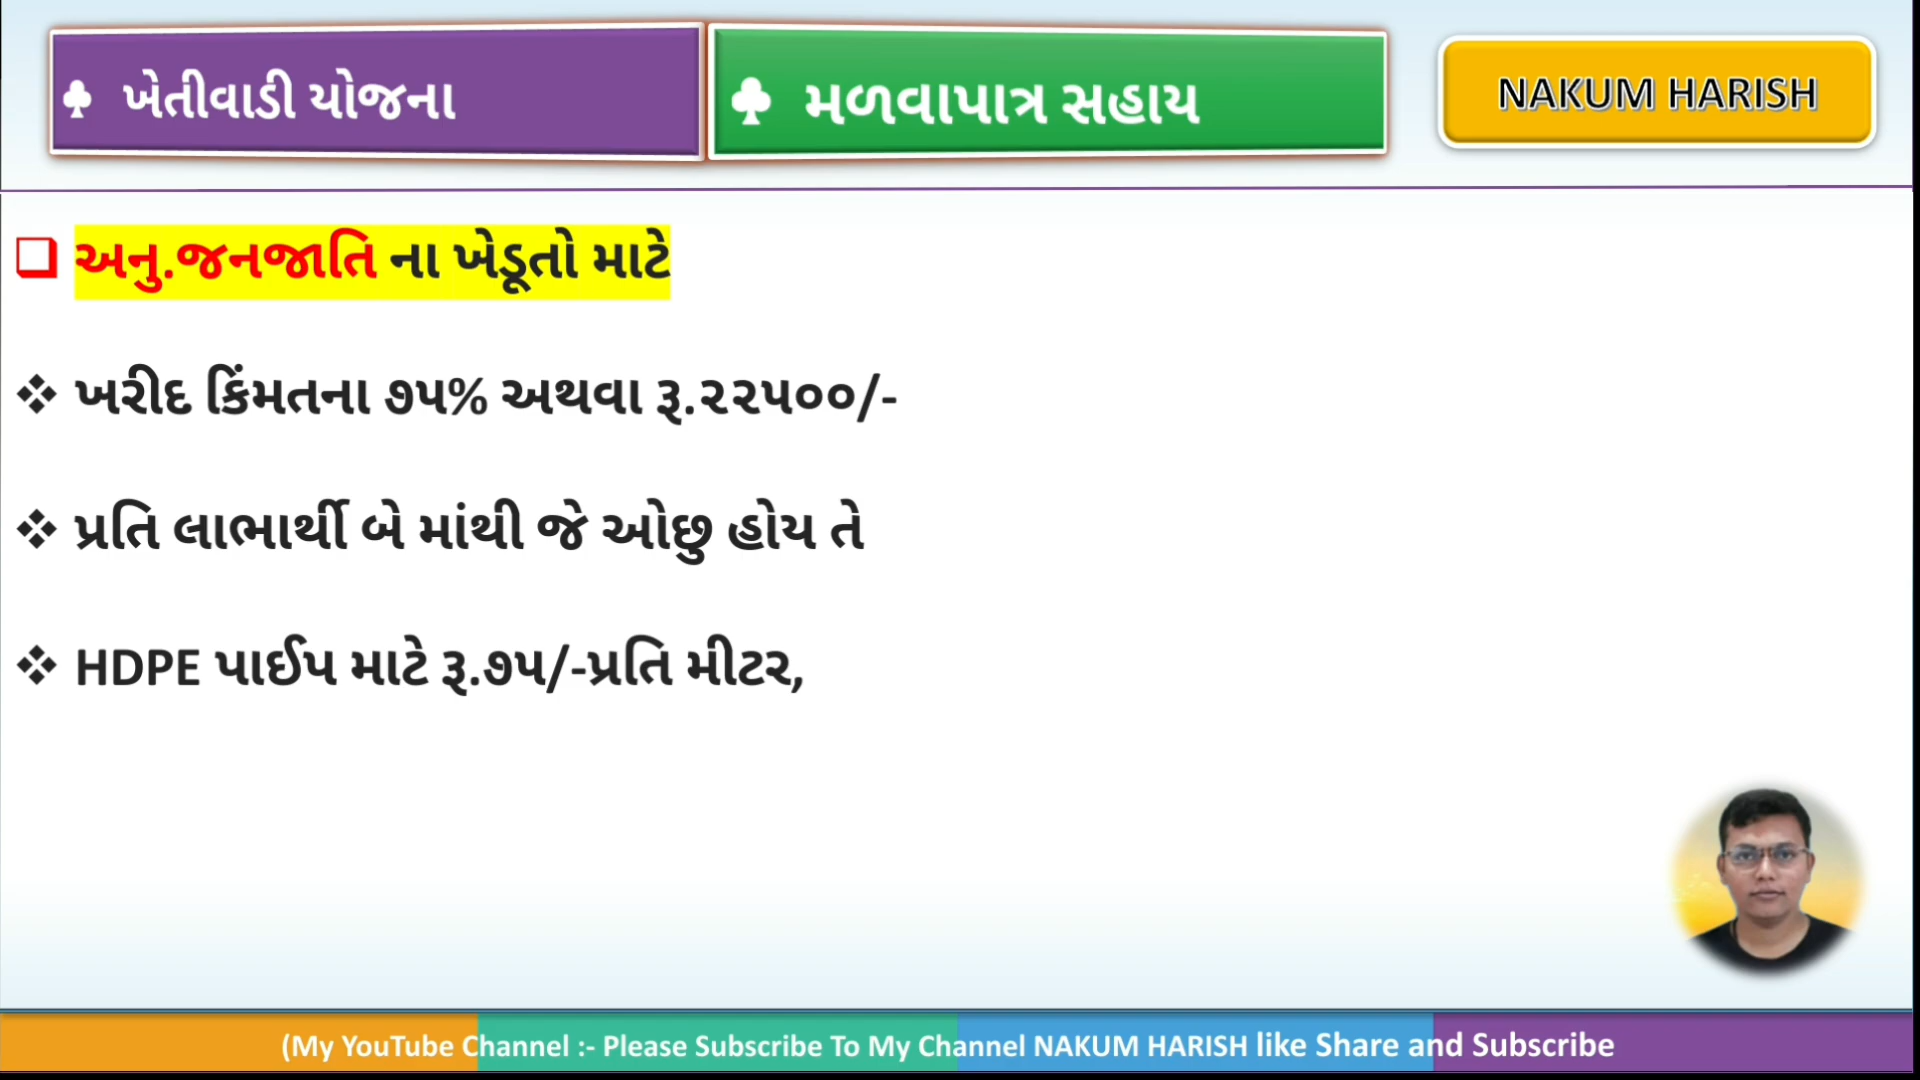 ખેતીવાડી યોજના
મળવાપાત્ર સહાય
NAKUM HARISH
અનુ.જનજાતિ ના ખેડૂતો માટે
ખરીદ કિંમતના ૭૫% અથવા રૂ.૨૨૫૦૦/-
પ્રતિ લાભાર્થી બે માંથી જે ઓછુ હોય તે
HDPE પાઈપ માટે રૂ.૭૫/-પ્રતિ મીટર,
(My YouTube Channel :- Please Subscribe To My Channel NAKUM HARISH like Share and Subscribe